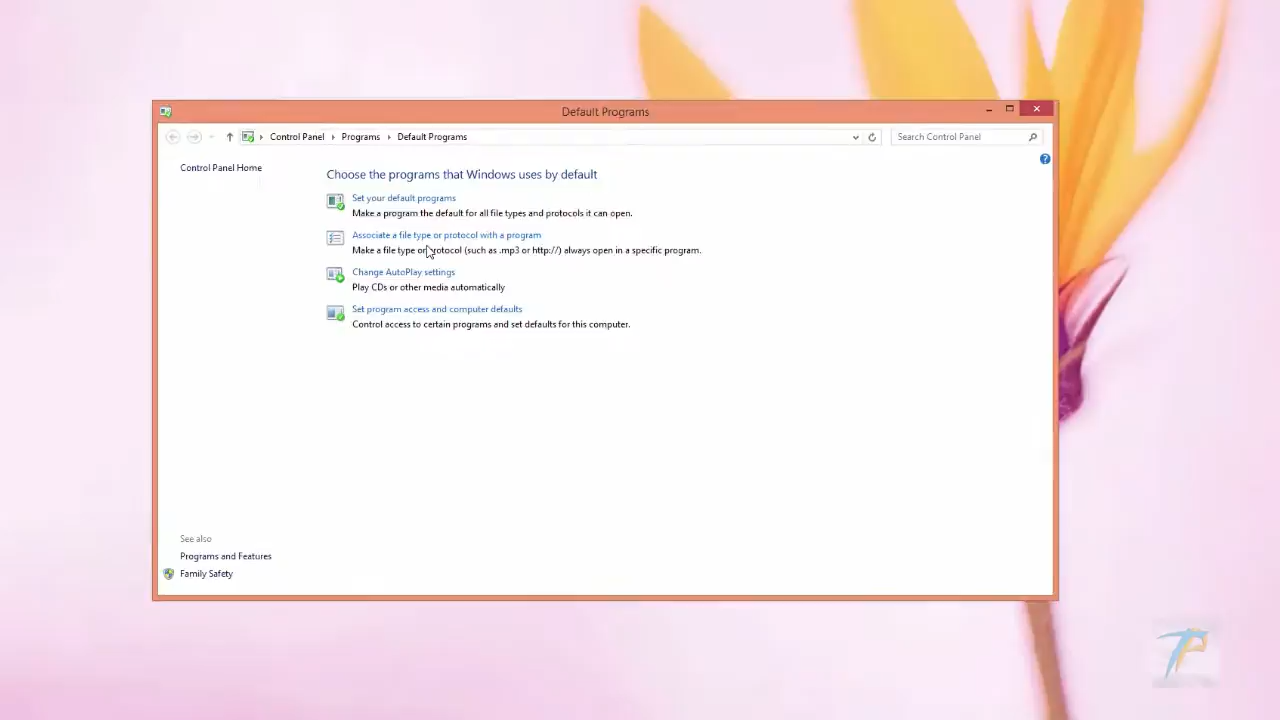 Default Programs
Control Panel Programs Default Programs
Search Control Panel
Control Panel Home
Choose the programs that Windows uses by default
Set your default programs
Make a program the default for all file types and protocols it can open.
Associate a file type or protocol with a program
Make a file type or protocol (such as .mp3 or http://) always open in a specific program.
Change AutoPlay settings
Play CDs or other media automatically
Set program access and computer defaults
Control access to certain programs and set defaults for this computer.
See also
Programs and Features
Family Safety